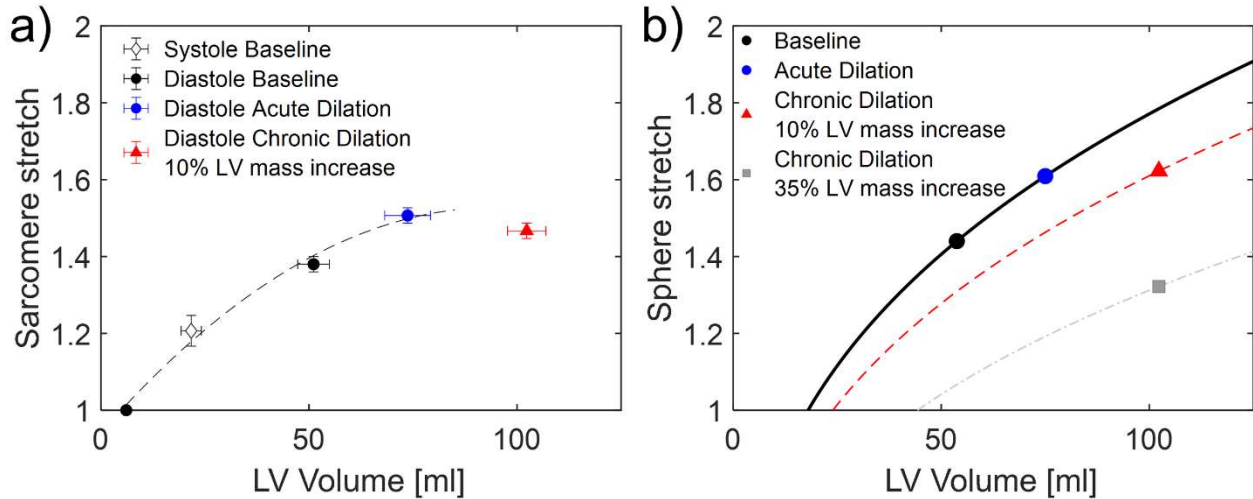 a)
Sarcomere stretch
2
1.8
1.6
1.4
1.2
1
0
50
100
LV Volume [ml]
Systole Baseline
Diastole Baseline
Diastole Acute Dilation
Diastole Chronic Dilation
10% LV mass increase
b)
Sphere stretch
2
1.8
1.6
1.4
1.2
1
0
50
100
LV Volume [ml]
Baseline
Acute Dilation
Chronic Dilation
10% LV mass increase
Chronic Dilation
35% LV mass increase